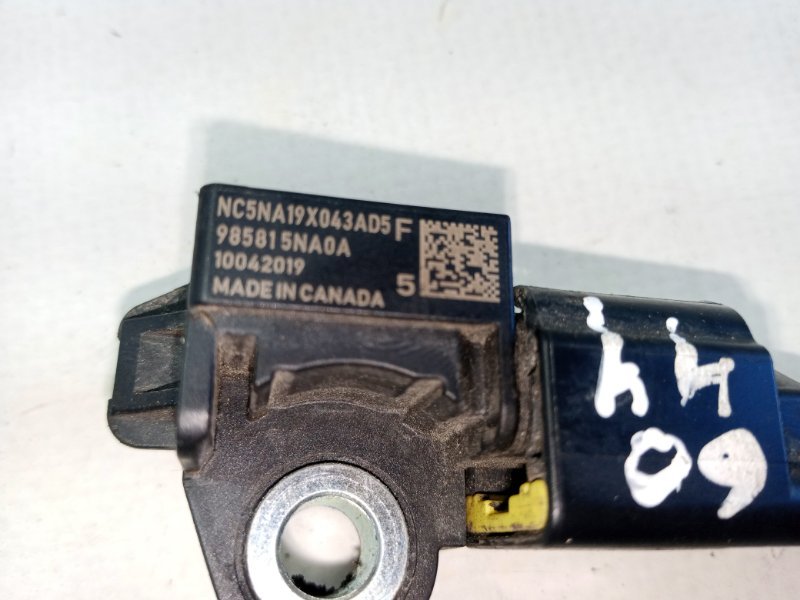 NC5NA19X043AD5 F
985815NA0A
10042019
MADE IN CANADA 5